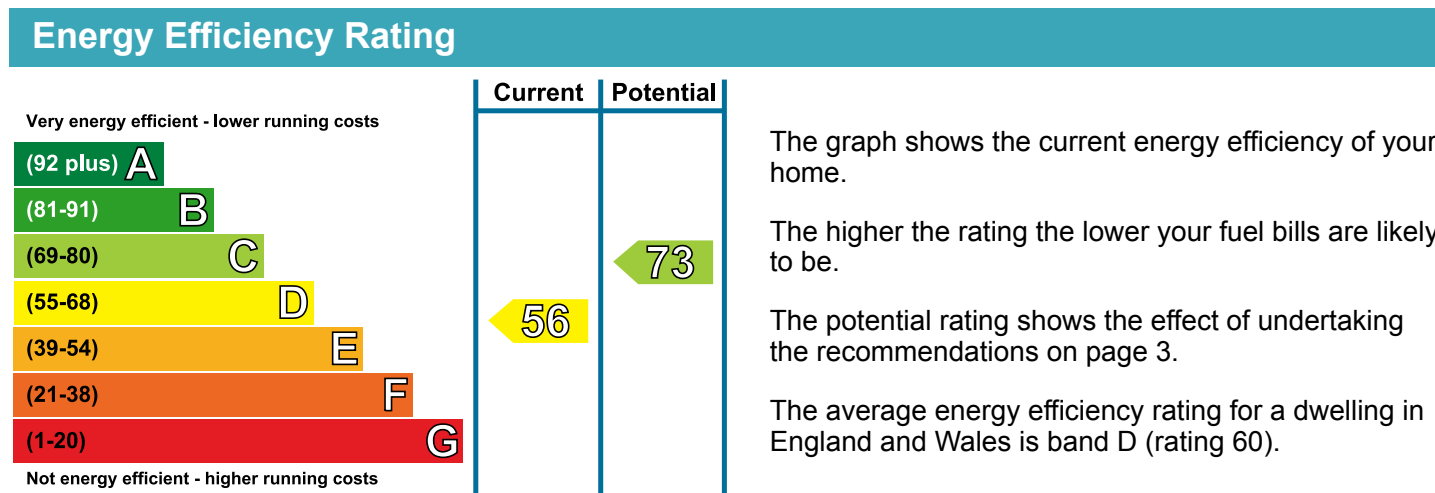 Energy Efficiency Rating
Current Potential
Very energy efficient - lower running costs
(92 plus) A
(81-91) B
(69-80) C
73
(55-68) D
56
(39-54) E
(21-38) F
(1-20) G
Not energy efficient - higher running costs
The graph shows the current energy efficiency of your
home.
The higher the rating the lower your fuel bills are likely
to be.
The potential rating shows the effect of undertaking
the recommendations on page 3.
The average energy efficiency rating for a dwelling in
England and Wales is band D (rating 60).